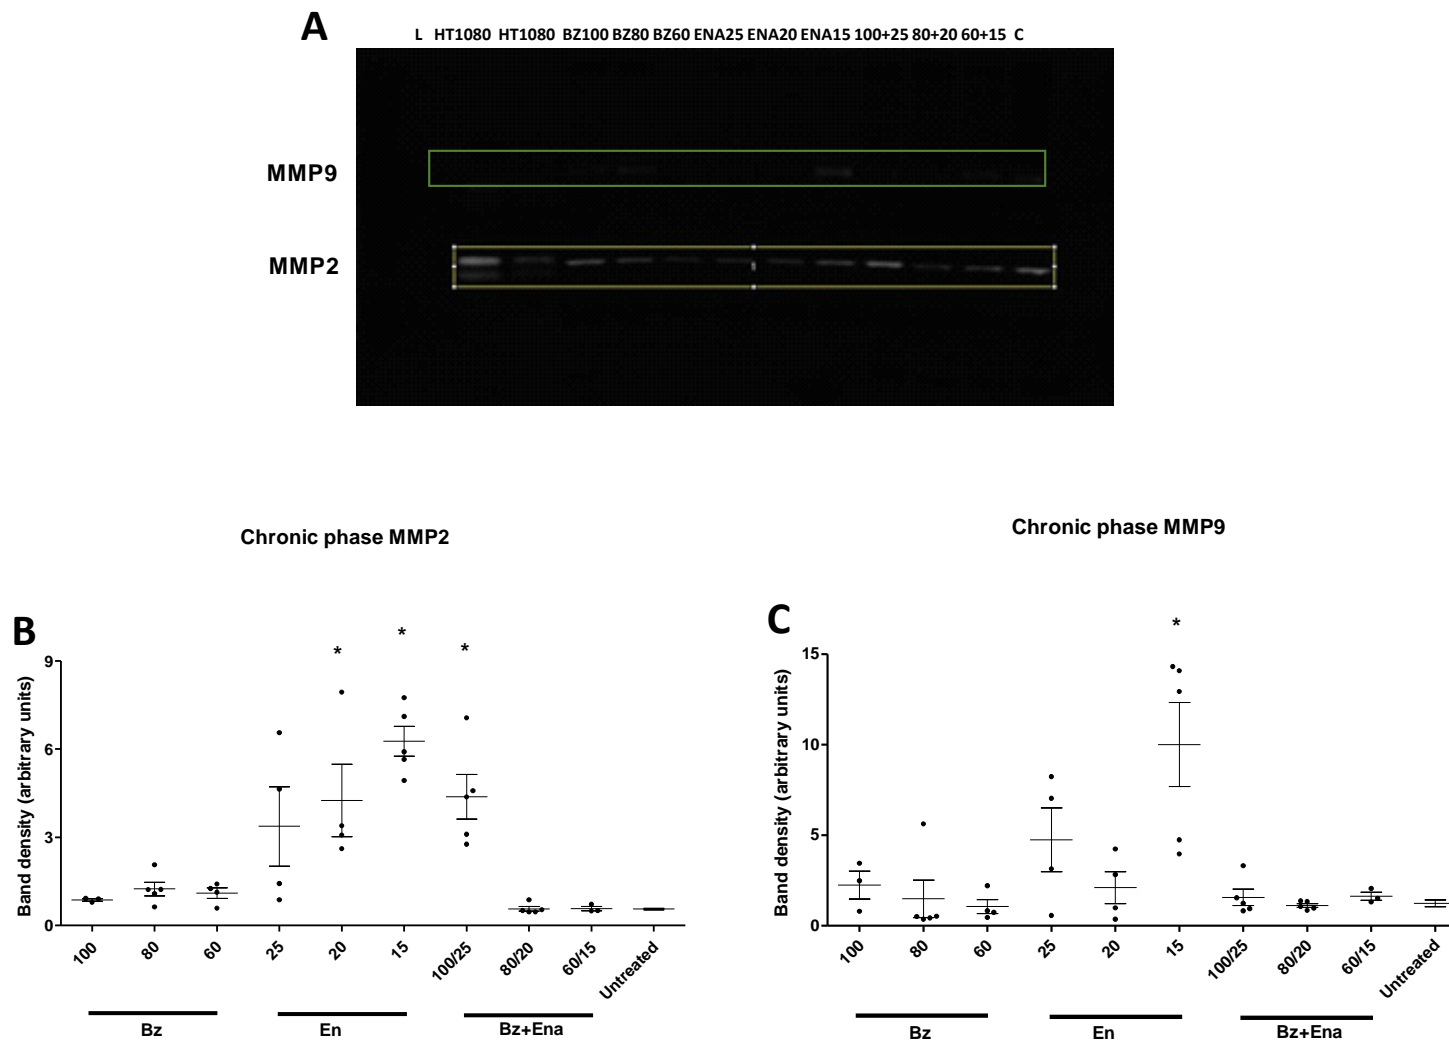 A
L HT1080 HT1080 BZ100 BZ80 BZ60 ENA25 ENA20 ENA15 100+25 80+20 60+15 C
MMP9
MMP2
B
Chronic phase MMP2
Band density (arbitrary units)
9
6
3
0
* * *
100 80 60 25 20 15 100/25 80/20 60/15 Untreated
Bz En Bz+Ena
C
Chronic phase MMP9
Band density (arbitrary units)
15
10
5
0
*
100 80 60 25 20 15 100/25 80/20 60/15 Untreated
Bz En Bz+Ena